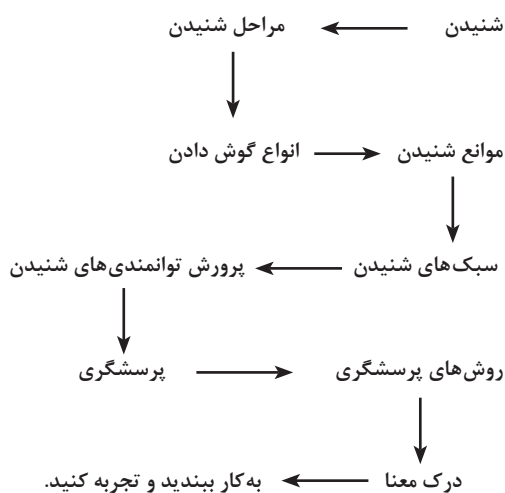 شنیدن مراحل شنیدن
موانع شنیدن انواع گوش دادن
سبک‌های شنیدن پرورش توانمندی‌های شنیدن
روش‌های پرسشگری پرسشگری
درک معنا به‌کار ببندید و تجربه کنید.